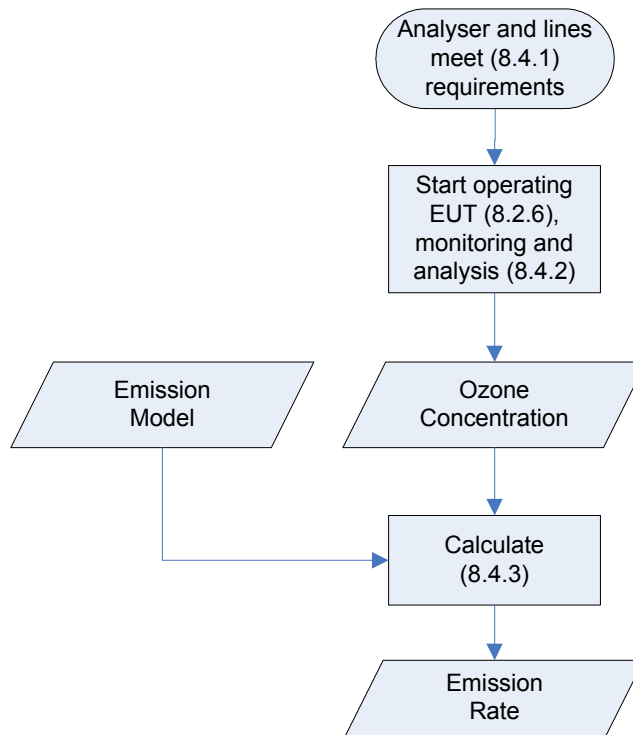 Analyser and lines
meet (8.4.1)
requirements
Start operating
EUT (8.2.6),
monitoring and
analysis (8.4.2)
Emission
Model
Ozone
Concentration
Calculate
(8.4.3)
Emission
Rate